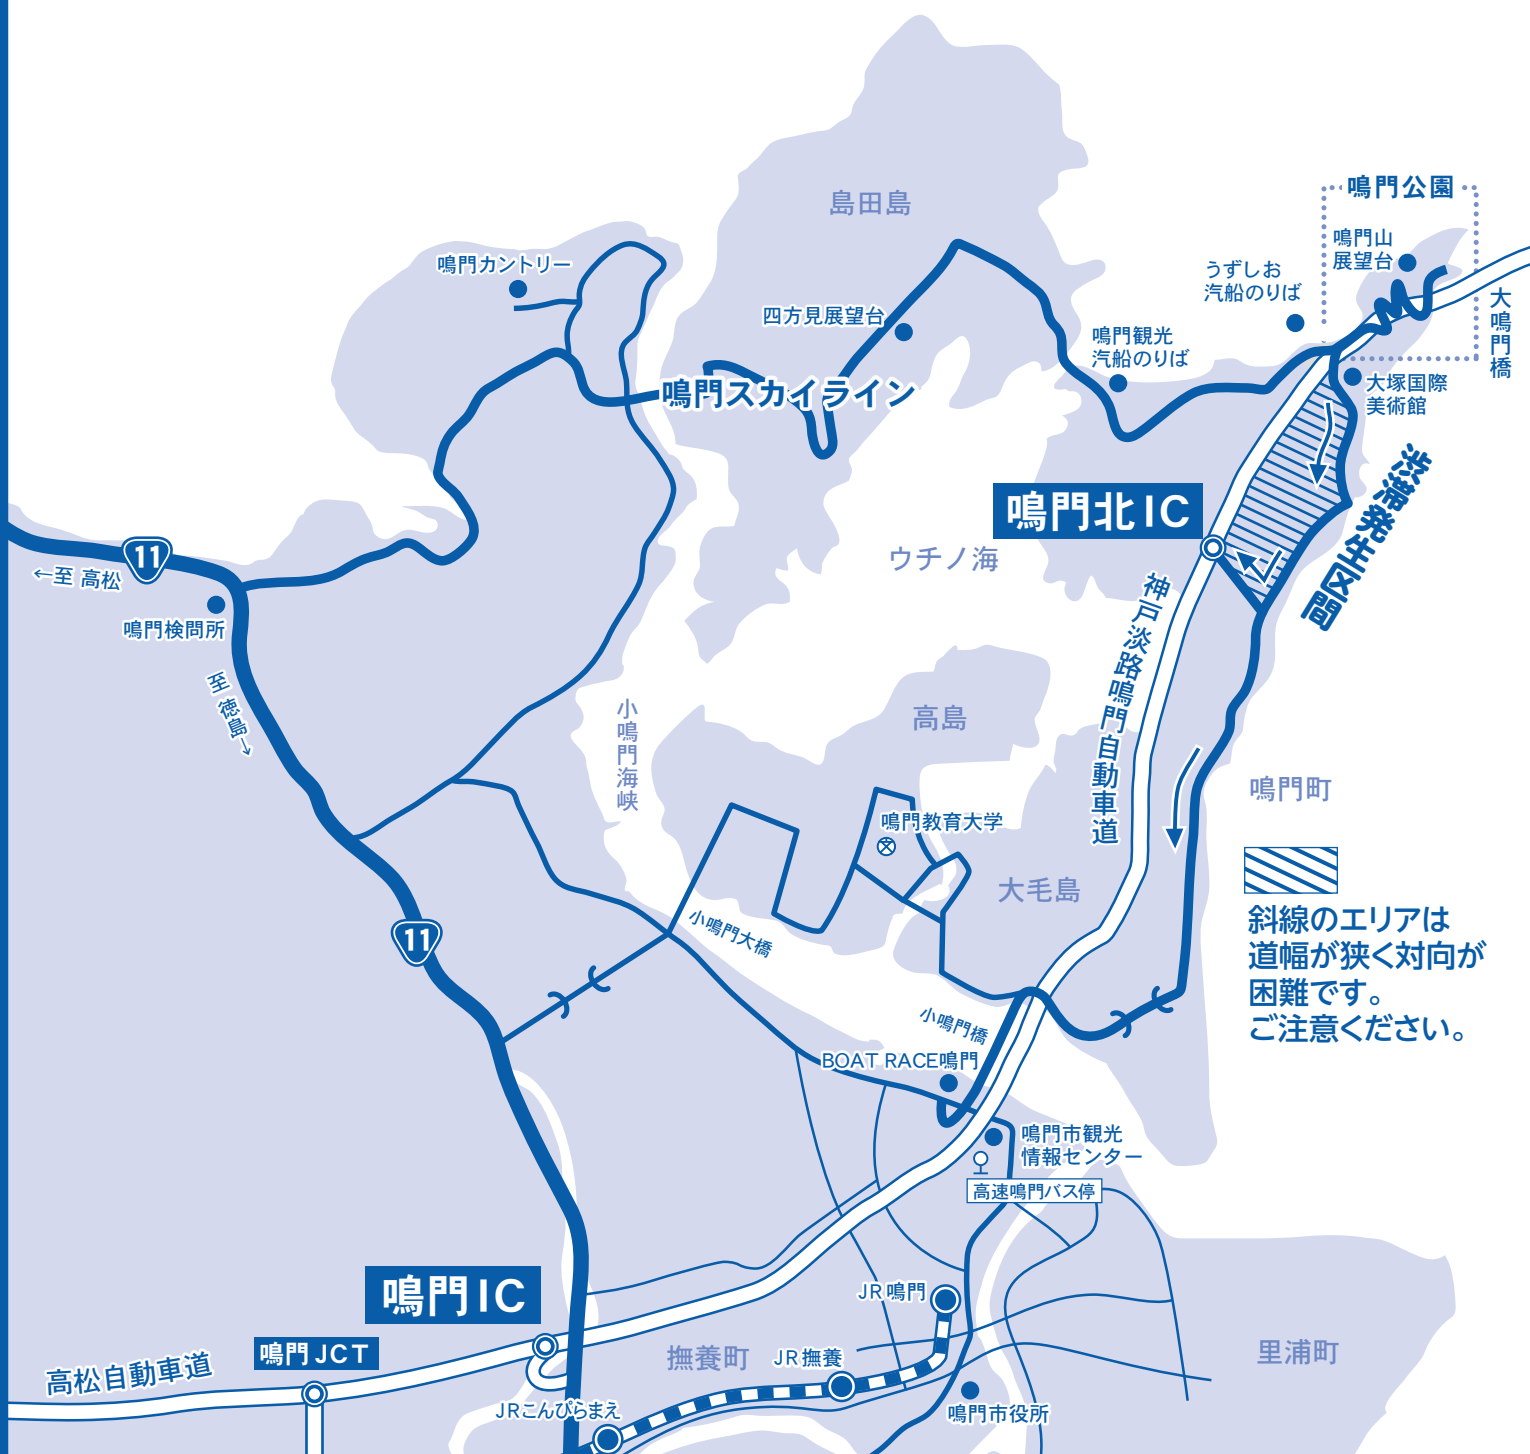 鳴門公園
島田島
鳴門山
展望台
鳴門カントリー
うずしお
汽船のりば
大鳴門橋
四方見展望台
鳴門観光
汽船のりば
大塚国際
美術館
鳴門スカイライン
渋滞発生区間
鳴門北IC
11
ウチノ海
←至 高松
神戸淡路鳴門自動車道
鳴門検問所
至 徳島→
小鳴門海峡
高島
鳴門町
鳴門教育大学
大毛島
11
小鳴門大橋
斜線のエリアは
道幅が狭く対向が
困難です。
ご注意ください。
小鳴門橋
BOAT RACE鳴門
鳴門市観光
情報センター
高速鳴門バス停
鳴門IC
JR鳴門
鳴門JCT
高松自動車道
撫養町
JR撫養
里浦町
JRこんぴらまえ
鳴門市役所